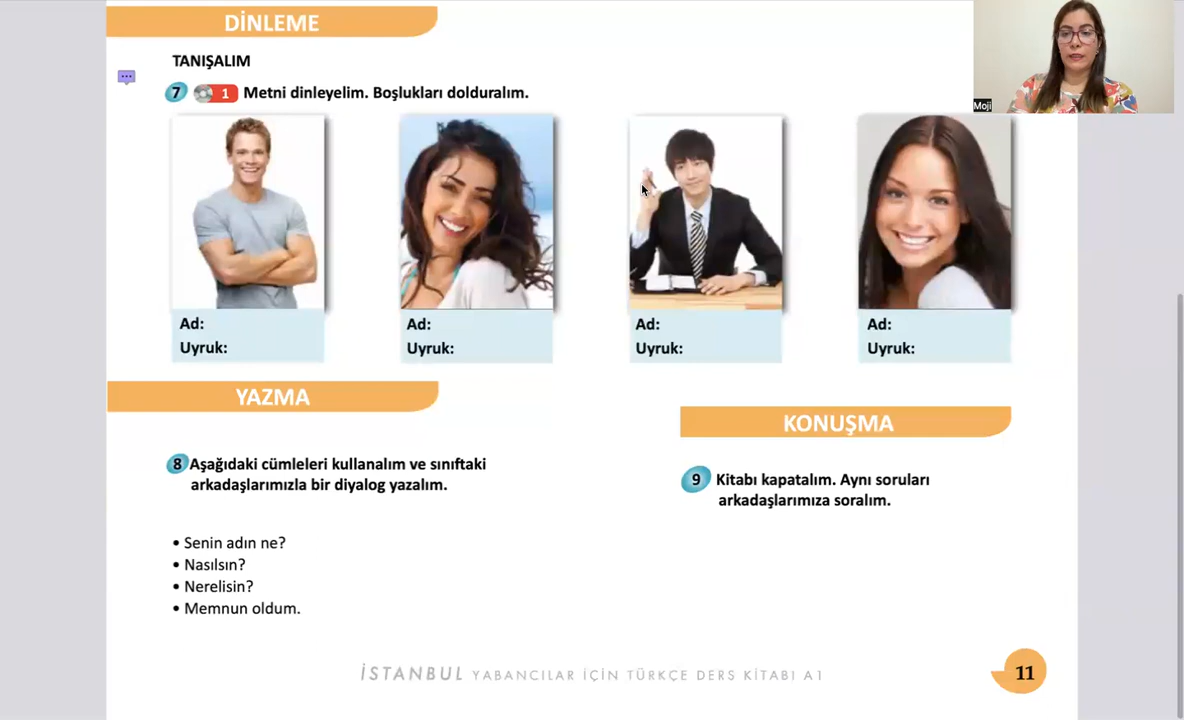 DİNLEME
TANIŞALIM
7 1 Metni dinleyelim. Boşlukları dolduralım.
Moji
Ad:
Uyruk:
Ad:
Uyruk:
Ad:
Uyruk:
Ad:
Uyruk:
YAZMA
8 Aşağıdaki cümleleri kullanalım ve sınıftaki
arkadaşlarımızla bir diyalog yazalım.
• Senin adın ne?
• Nasılsın?
• Nerelisin?
• Memnun oldum.
KONUŞMA
9 Kitabı kapatalım. Aynı soruları
arkadaşlarımıza soralım.
İSTANBUL YABANCILAR İÇİN TÜRKÇE DERS KİTABI A1
11